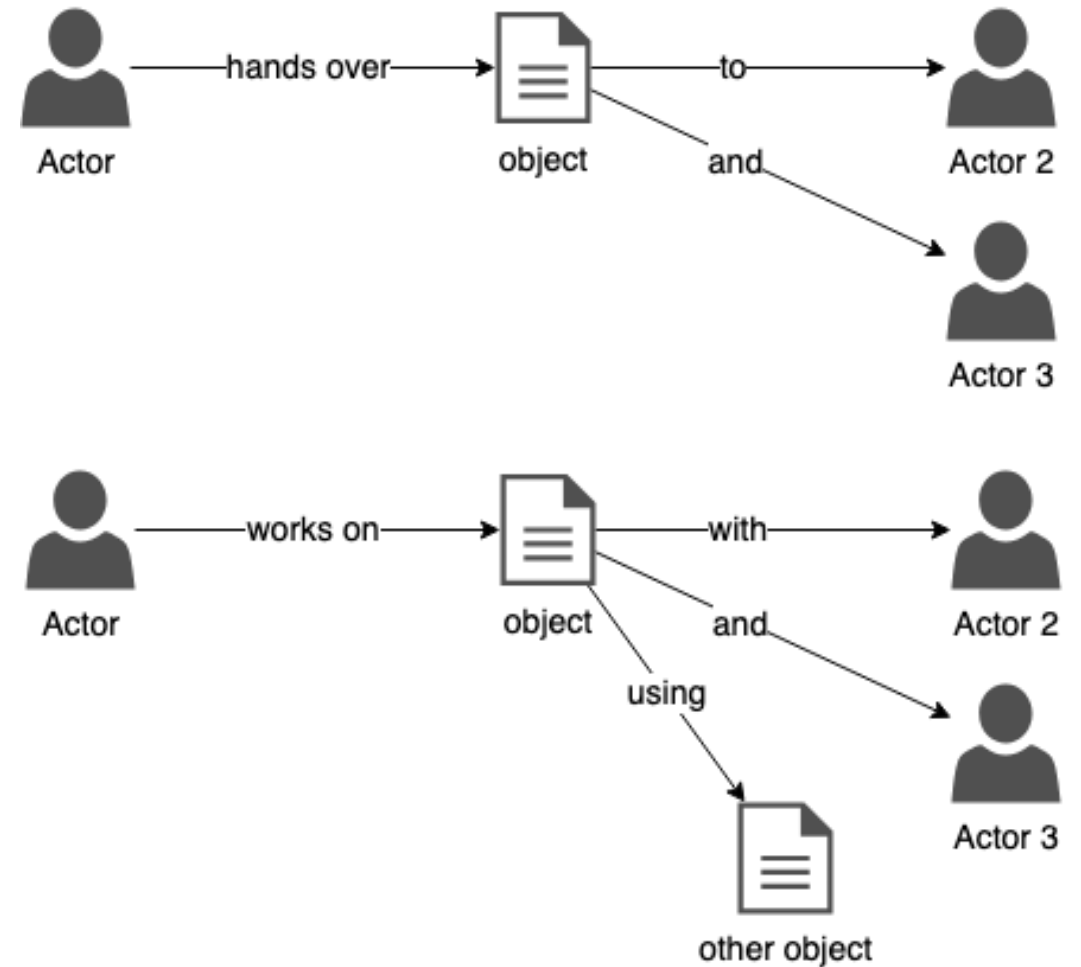 hands over
to
Actor
object
and
Actor 2
Actor 3
works on
with
Actor
object
and
Actor 2
using
Actor 3
other object